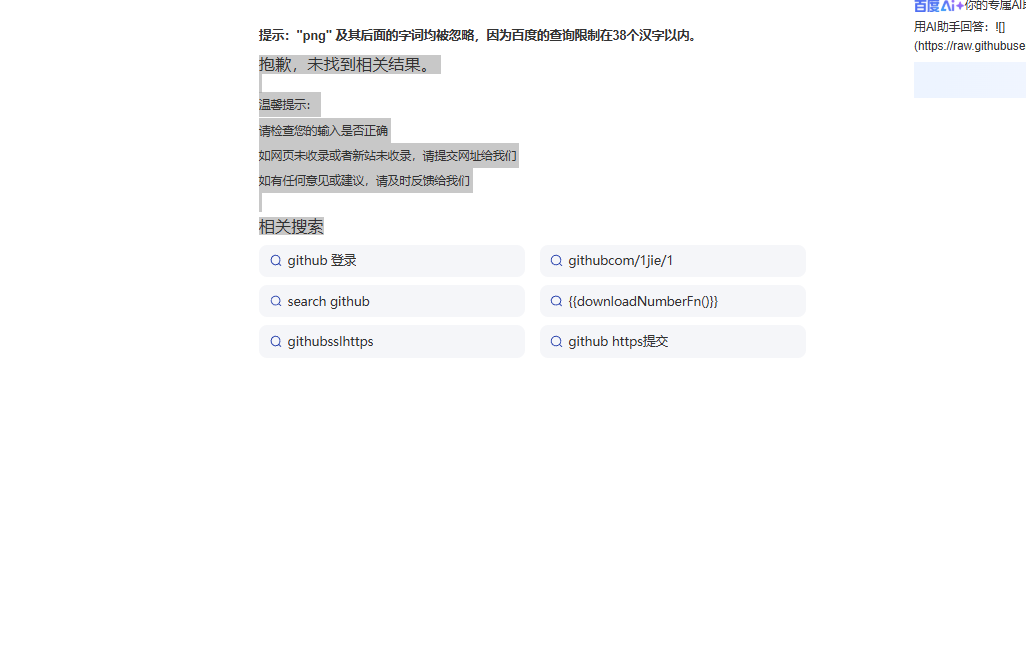 提示："png" 及其后面的字词均被忽略，因为百度的查询限制在38个汉字以内。
抱歉，未找到相关结果。
温馨提示：
请检查您的输入是否正确
如网页未收录或者新站未收录，请提交网址给我们
如有任何意见或建议，请及时反馈给我们
相关搜索
github 登录
githubcom/1jie/1
search github
{{downloadNumberFn()}}
githubsslhttps
github https提交
百度Ai+你的专属AI
用AI助手回答：![]
(https://raw.githubuse